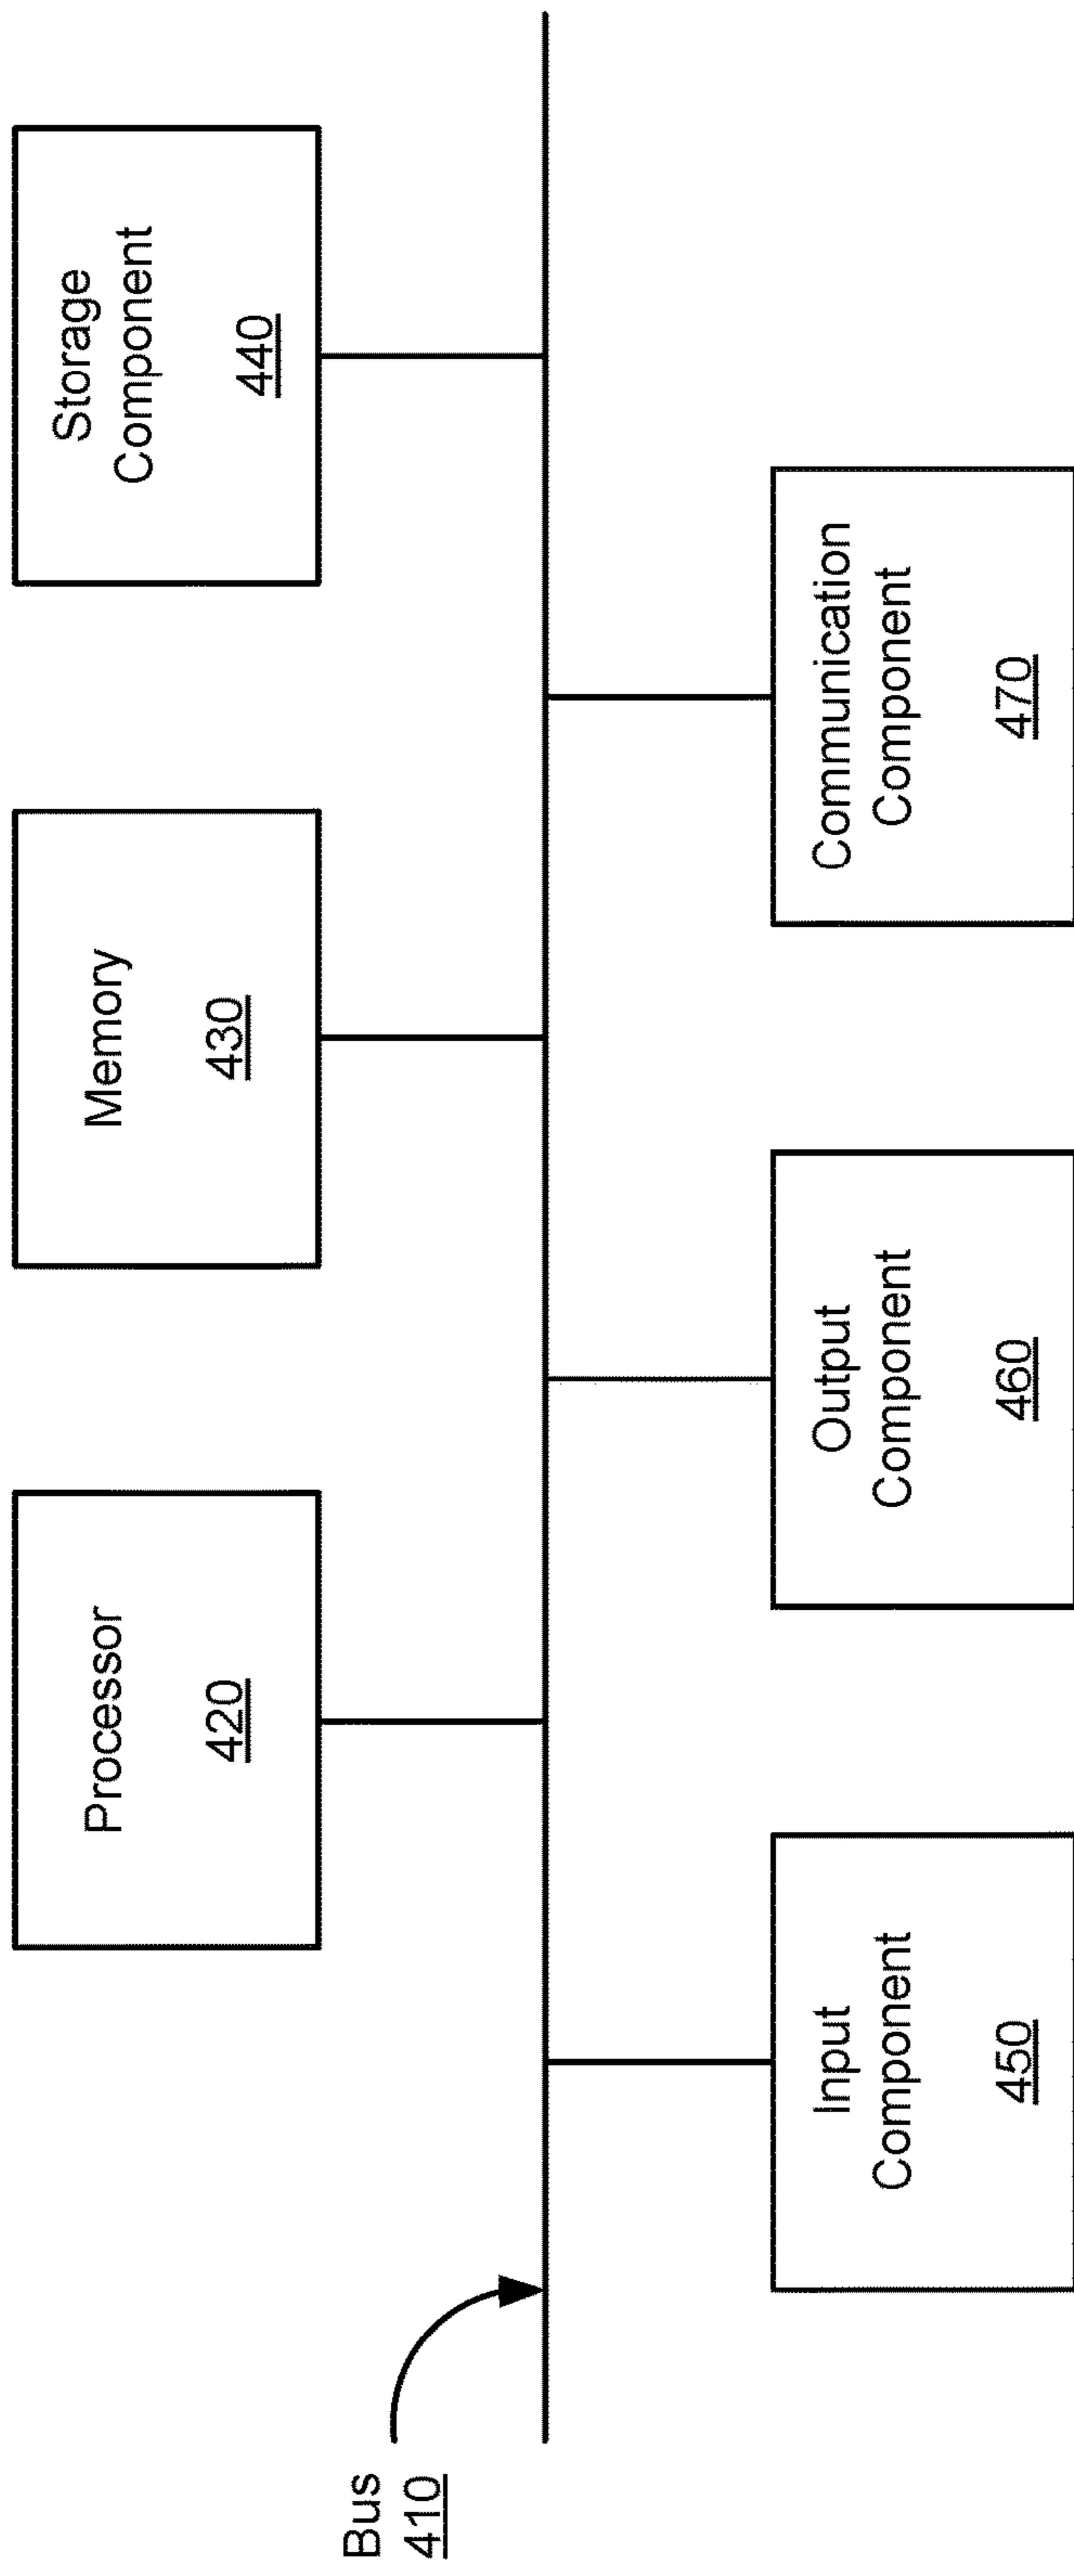 Processor
420
Memory
430
Storage
Component
440
Bus
410
Input
Component
450
Output
Component
460
Communication
Component
470